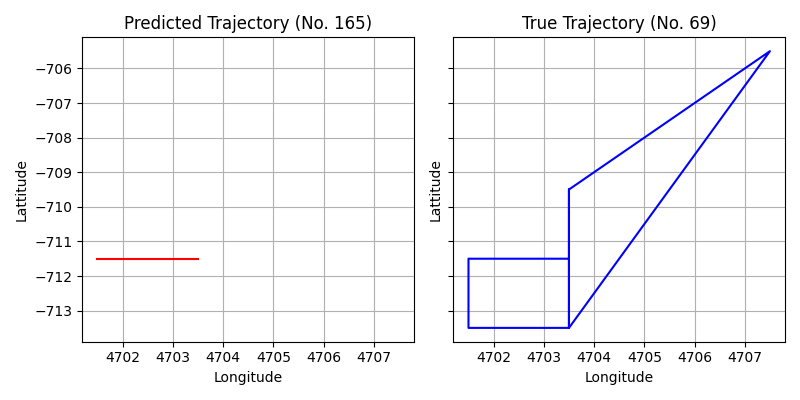 Predicted Trajectory (No. 165)
True Trajectory (No. 69)
Lattitude
−706
−707
−708
−709
−710
−711
−712
−713
4702 4703 4704 4705 4706 4707
Longitude
Lattitude
4702 4703 4704 4705 4706 4707
Longitude